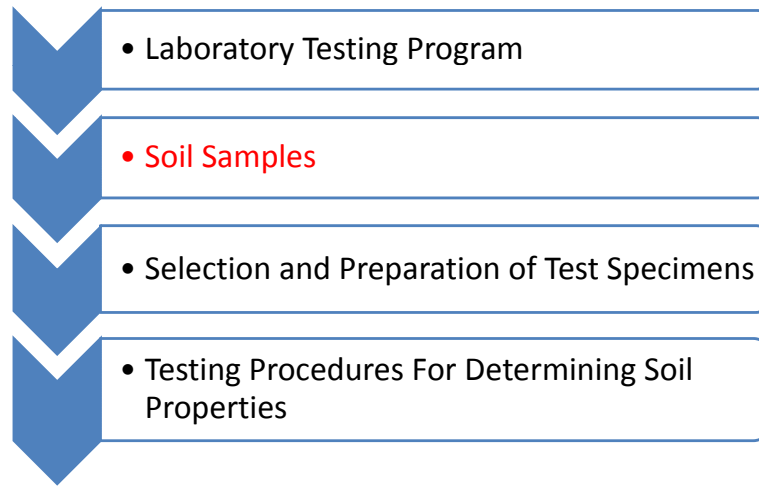 • Laboratory Testing Program
• Soil Samples
• Selection and Preparation of Test Specimens
• Testing Procedures For Determining Soil
Properties